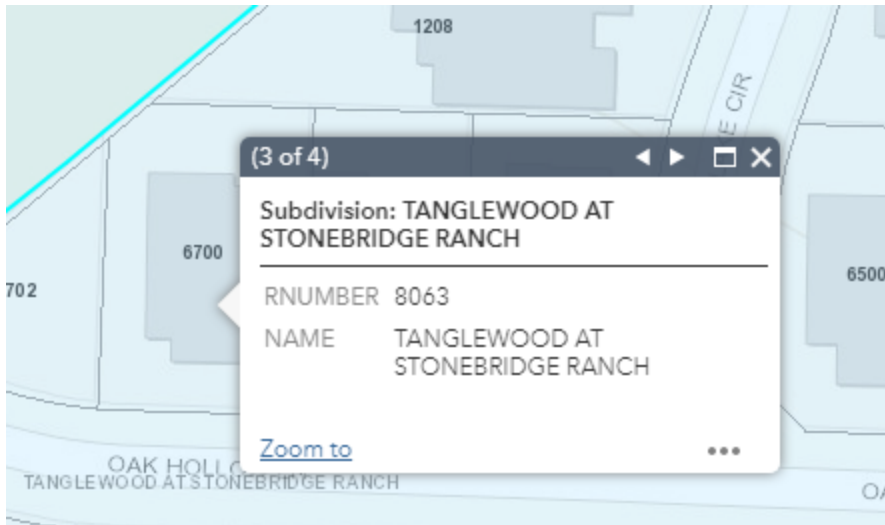 1208
E CIR
(3 of 4)
Subdivision: TANGLEWOOD AT
STONEBRIDGE RANCH
6700
702
6500
RNUMBER 8063
NAME TANGLEWOOD AT
STONEBRIDGE RANCH
Zoom to
OAK HOLLO
TANGLEWOOD AT STONEBRIDGE RANCH
OA